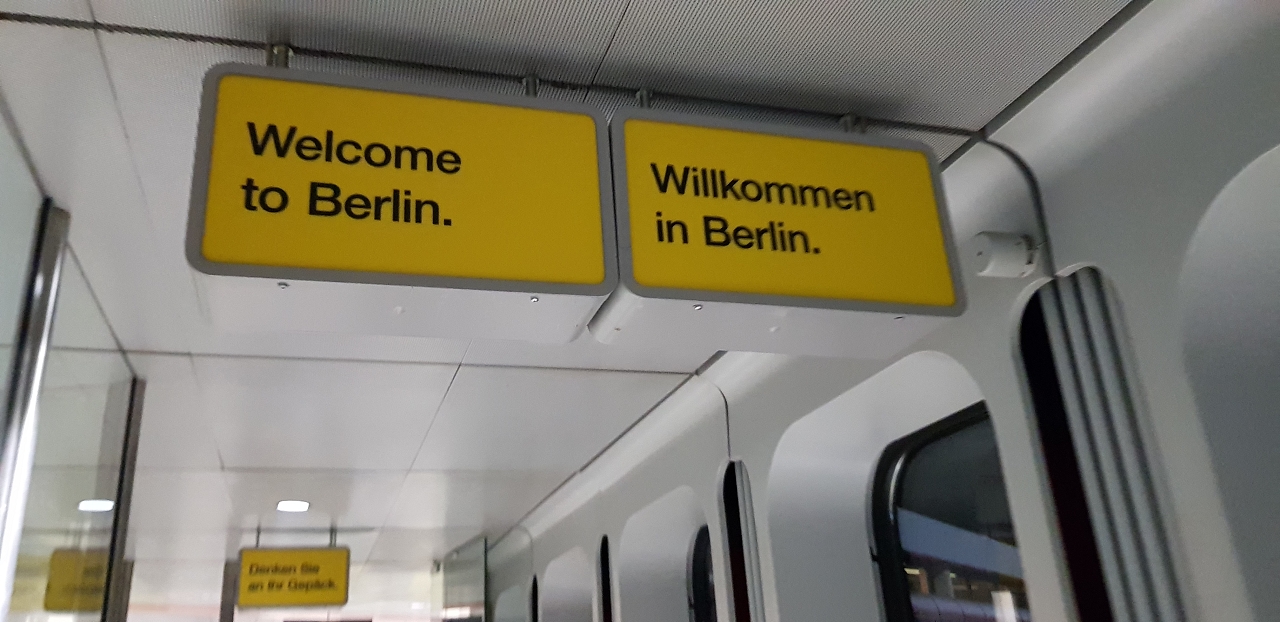 Welcome
to Berlin.
Willkommen
in Berlin.
Denken Sie
an Ihr Gepäck.